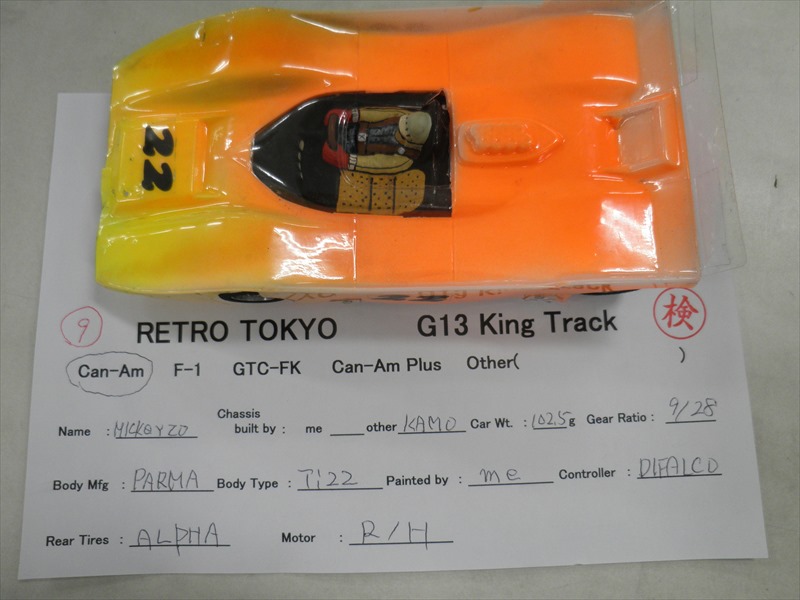 22
9 RETRO TOKYO G13 King Track 検
Can-Am F-1 GTC-FK Can-Am Plus Other( )
Name : MICKEYZO Chassis built by : me other KAMO Car Wt. : 102.5g Gear Ratio : 9/28
Body Mfg : PARMA Body Type : Ti22 Painted by : me Controller : DIFALCO
Rear Tires : ALPHA Motor : R/H